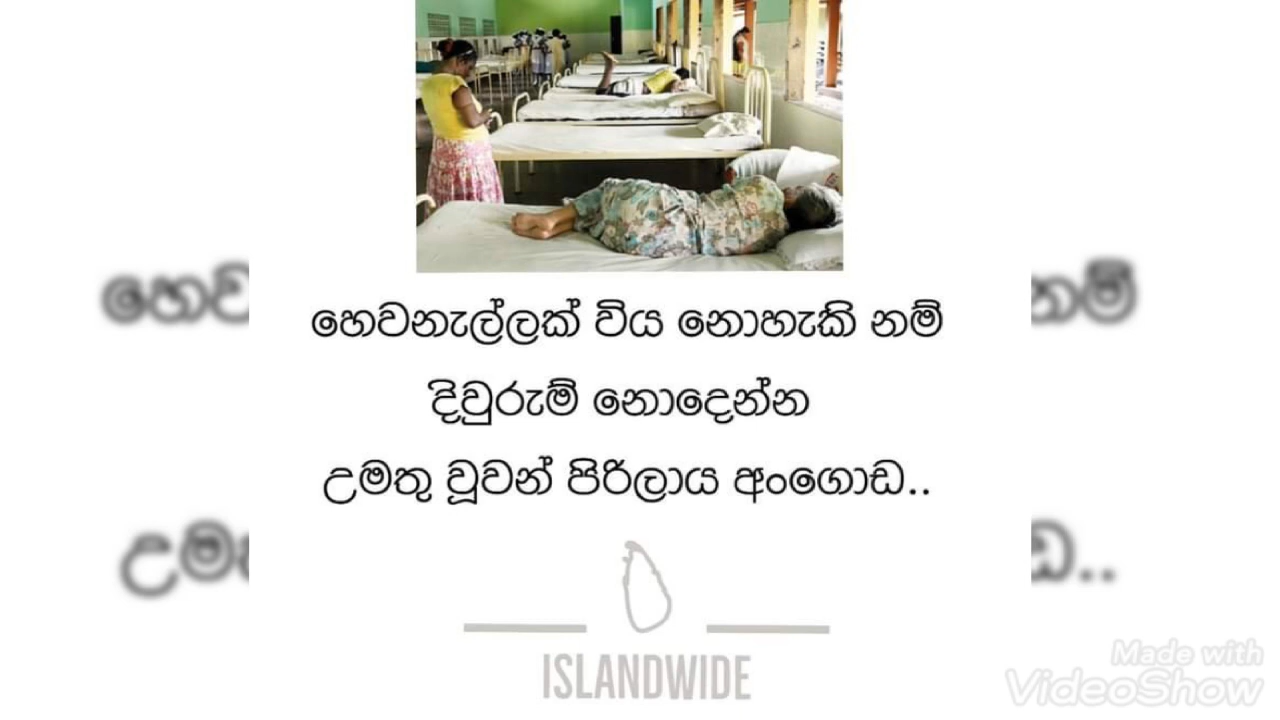 හෙවනැල්ලක් විය නොහැකි නම්
දිවුරුම් නොදෙන්න
උමතු වූවන් පිරිලාය අංගොඩ..
ISLANDWIDE
Made with
VideoShow